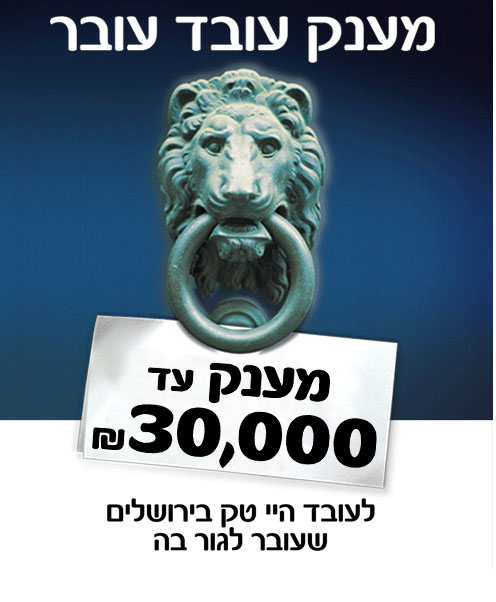 מענק עובד עובר
מענק עד
30,000₪
לעובד היי טק בירושלים
שעובר לגור בה